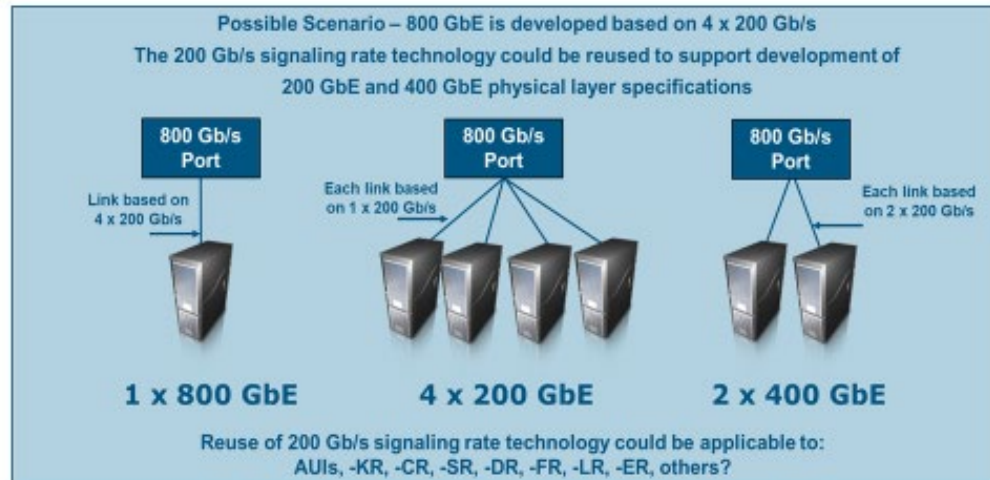 Possible Scenario – 800 GbE is developed based on 4 x 200 Gb/s
The 200 Gb/s signaling rate technology could be reused to support development of
200 GbE and 400 GbE physical layer specifications
800 Gb/s
Port
Link based on
4 x 200 Gb/s
1 x 800 GbE
800 Gb/s
Port
Each link based
on 1 x 200 Gb/s
4 x 200 GbE
800 Gb/s
Port
Each link based
on 2 x 200 Gb/s
2 x 400 GbE
Reuse of 200 Gb/s signaling rate technology could be applicable to:
AUIs, -KR, -CR, -SR, -DR, -FR, -LR, -ER, others?